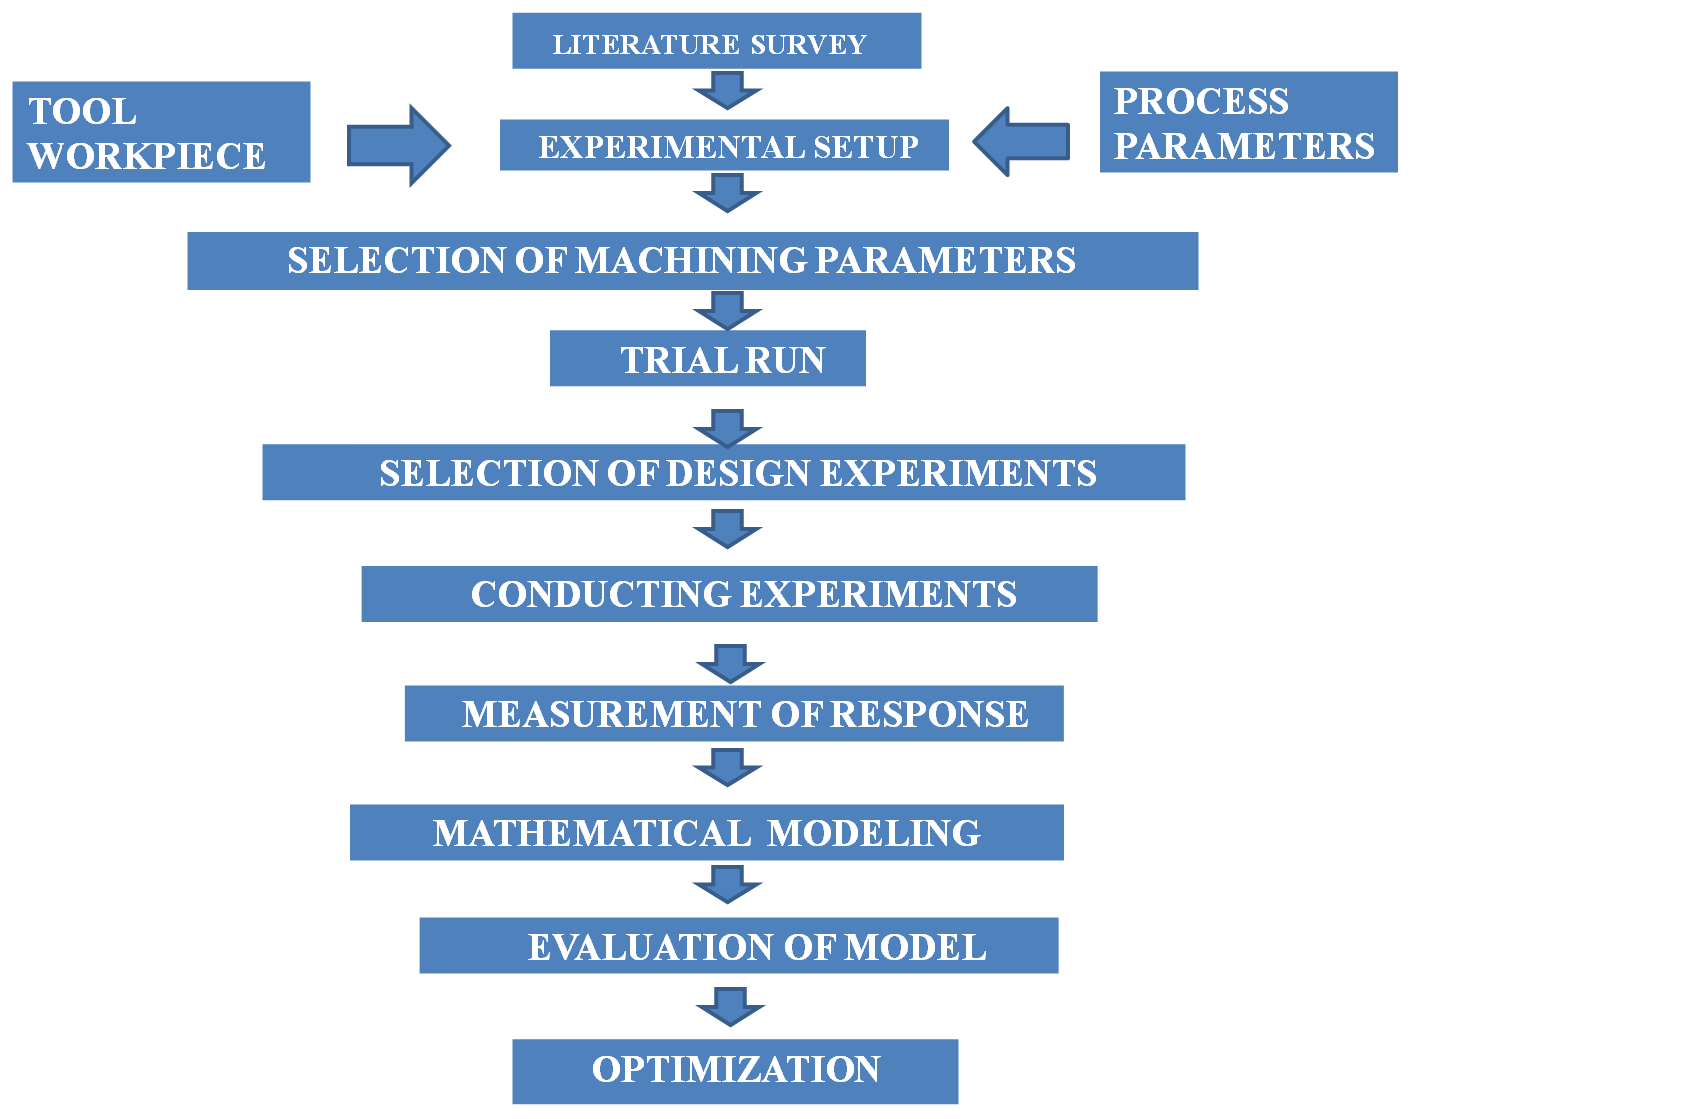 LITERATURE SURVEY
TOOL
WORKPIECE
EXPERIMENTAL SETUP
PROCESS
PARAMETERS
SELECTION OF MACHINING PARAMETERS
TRIAL RUN
SELECTION OF DESIGN EXPERIMENTS
CONDUCTING EXPERIMENTS
MEASUREMENT OF RESPONSE
MATHEMATICAL MODELING
EVALUATION OF MODEL
OPTIMIZATION